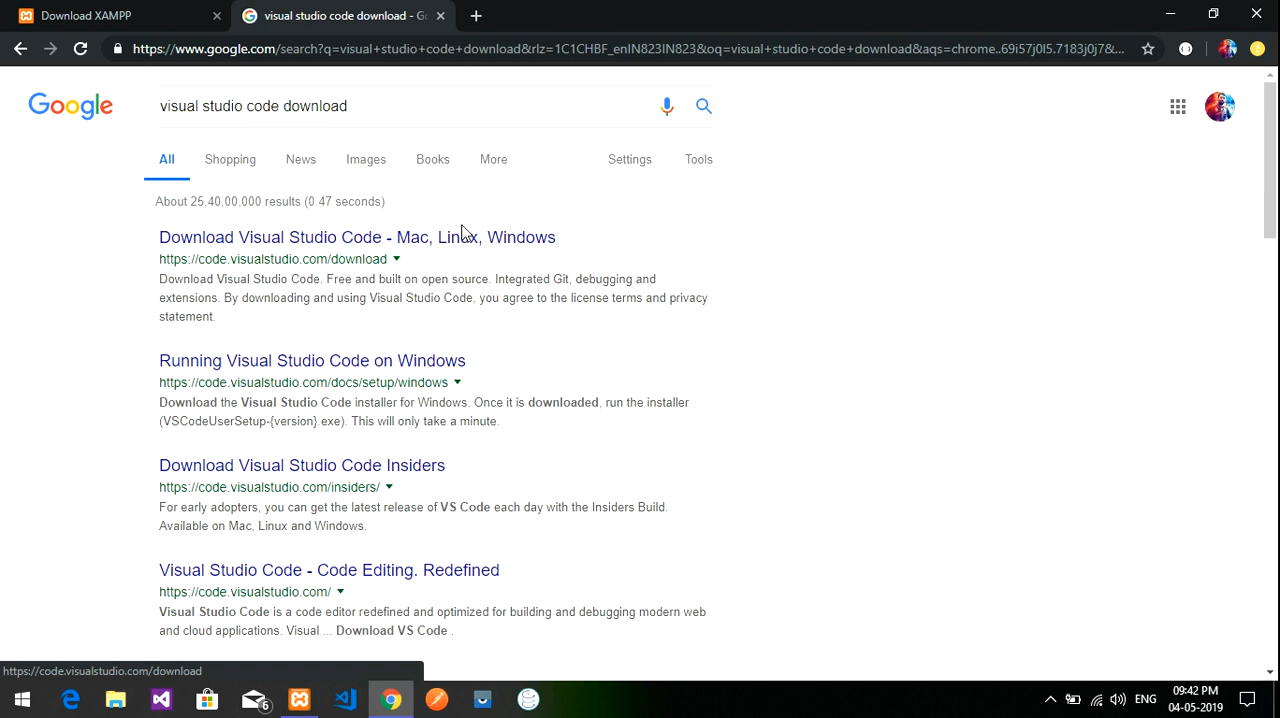 Download XAMPP
visual studio code download - G
https://www.google.com/search?q=visual+studio+code+download&rlz=1C1CHBF_enIN823IN823&oq=visual+studio+code+download&aqs=chrome..69i57j0l5.7183j0j7&...
Google
visual studio code download
All Shopping News Images Books More Settings Tools
About 25,40,00,000 results (0.47 seconds)
Download Visual Studio Code - Mac, Linux, Windows
https://code.visualstudio.com/download
Download Visual Studio Code. Free and built on open source. Integrated Git, debugging and
extensions. By downloading and using Visual Studio Code, you agree to the license terms and privacy
statement.
Running Visual Studio Code on Windows
https://code.visualstudio.com/docs/setup/windows
Download the Visual Studio Code installer for Windows. Once it is downloaded, run the installer
(VSCodeUserSetup-{version}.exe). This will only take a minute.
Download Visual Studio Code Insiders
https://code.visualstudio.com/insiders/
For early adopters, you can get the latest release of VS Code each day with the Insiders Build.
Available on Mac, Linux and Windows.
Visual Studio Code - Code Editing. Redefined
https://code.visualstudio.com/
Visual Studio Code is a code editor redefined and optimized for building and debugging modern web
and cloud applications. Visual ... Download VS Code .
https://code.visualstudio.com/download
6
ENG
09:42 PM
04-05-2019